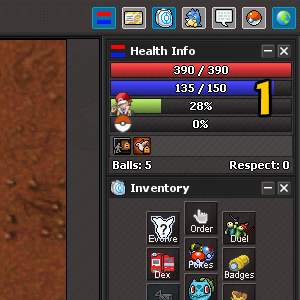 Health Info
390 / 390
135 / 150
1
28%
0%
Balls: 5 Respect: 0
Inventory
Evolve Order Duel
Dex Pokes Badges